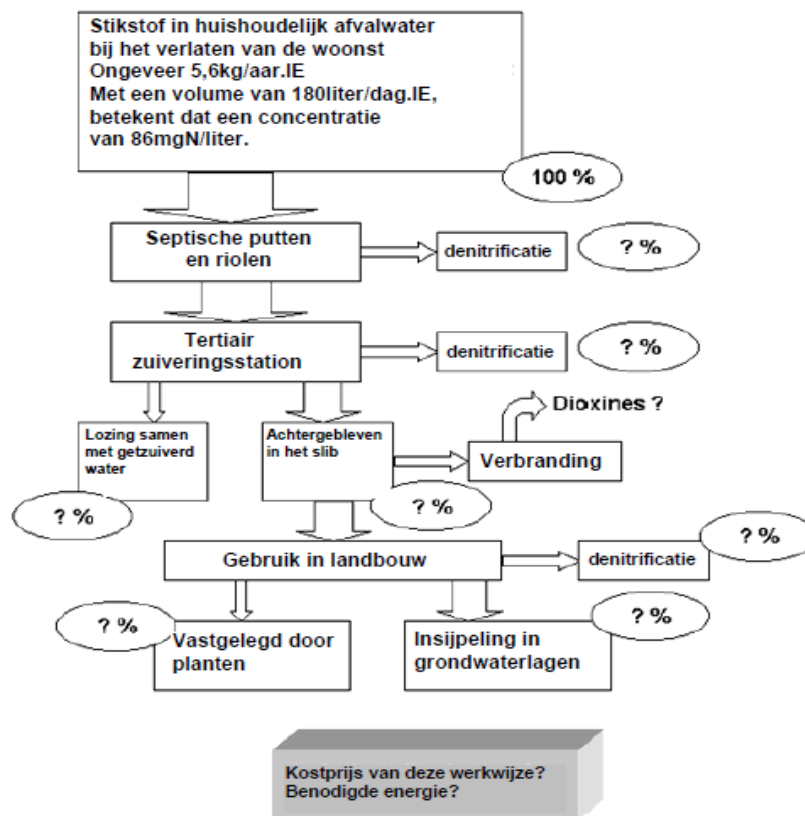 Stikstof in huishoudelijk afvalwater
bij het verlaten van de woonst
Ongeveer 5,6kg/aar.IE
Met een volume van 180liter/dag.IE,
betekent dat een concentratie
van 86mgN/liter.
100 %
Septische putten
en riolen
denitrificatie
? %
Tertiair
zuiveringsstation
denitrificatie
? %
Dioxines ?
Lozing samen
met getzuiverd
water
Achtergebleven
in het slib
Verbranding
? %
? %
Gebruik in landbouw
denitrificatie
? %
? %
Vastgelegd door
planten
Insijpeling in
grondwaterlagen
? %
Kostprijs van deze werkwijze?
Benodigde energie?